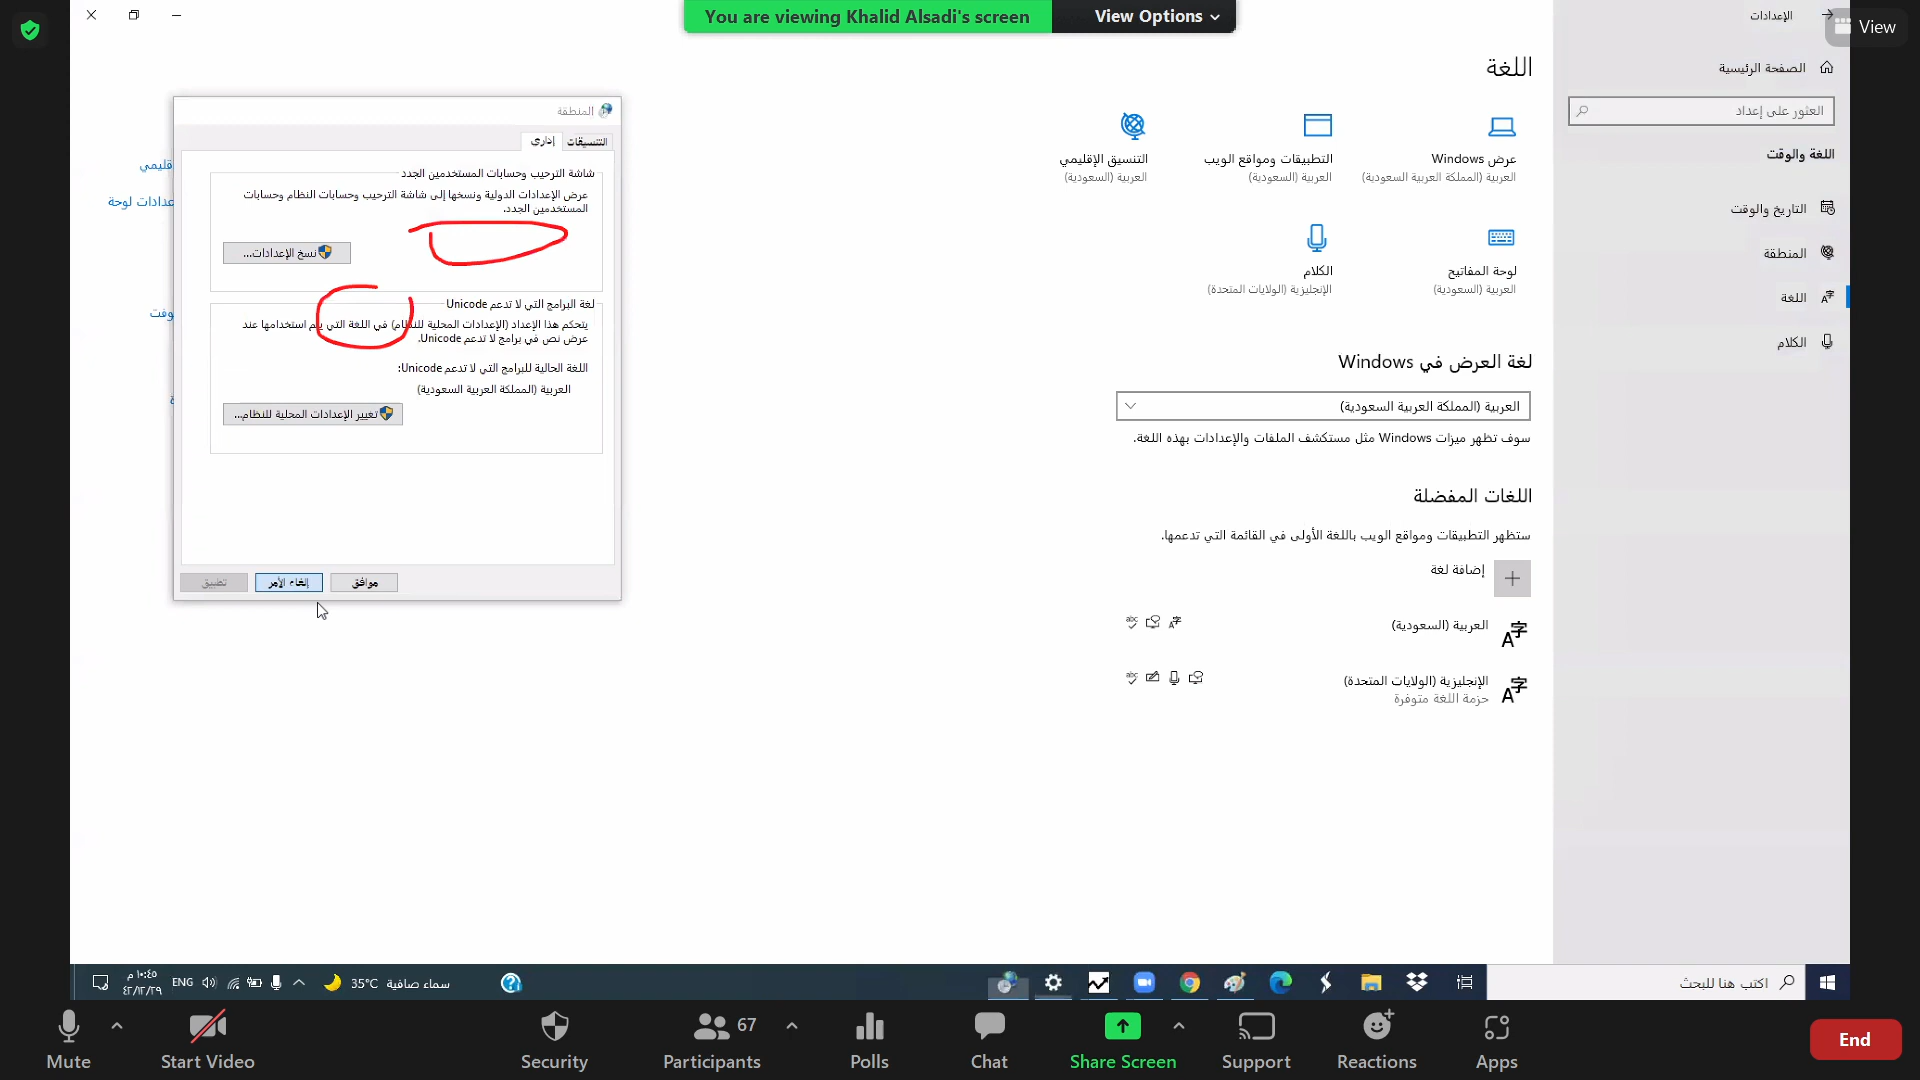 You are viewing Khalid Alsadi's screen
View Options
View
الإعدادات
الصفحة الرئيسية
العثور على إعداد
اللغة والوقت
التاريخ والوقت
المنطقة
اللغة
الكلام
اللغة
عرض Windows
العربية (المملكة العربية السعودية)
التطبيقات ومواقع الويب
العربية (السعودية)
التنسيق الإقليمي
العربية (السعودية)
لوحة المفاتيح
العربية (السعودية)
الكلام
الإنجليزية (الولايات المتحدة)
لغة العرض في Windows
العربية (المملكة العربية السعودية)
سوف تظهر ميزات Windows مثل مستكشف الملفات والإعدادات بهذه اللغة.
اللغات المفضلة
ستظهر التطبيقات ومواقع الويب باللغة الأولى في القائمة التي تدعمها.
إضافة لغة
العربية (السعودية)
الإنجليزية (الولايات المتحدة)
حزمة اللغة متوفرة
المنطقة
التنسيقات
إداري
شاشة الترحيب وحسابات المستخدمين الجدد
عرض الإعدادات الدولية ونسخها إلى شاشة الترحيب وحسابات النظام وحسابات
المستخدمين الجدد.
نسخ الإعدادات...
لغة البرامج التي لا تدعم Unicode
يتحكم هذا الإعداد (الإعدادات المحلية للنظام) في اللغة التي يتم استخدامها عند
عرض نص في برامج لا تدعم Unicode.
اللغة الحالية للبرامج التي لا تدعم Unicode:
العربية (المملكة العربية السعودية)
تغيير الإعدادات المحلية للنظام...
موافق
إلغاء الأمر
تطبيق
اكتب هنا للبحث
35°C سماء صافية
ENG
١٠:٤٥ م
٤٢/١٢/٢٩
Mute
Start Video
Security
67
Participants
Polls
Chat
Share Screen
Support
Reactions
Apps
End